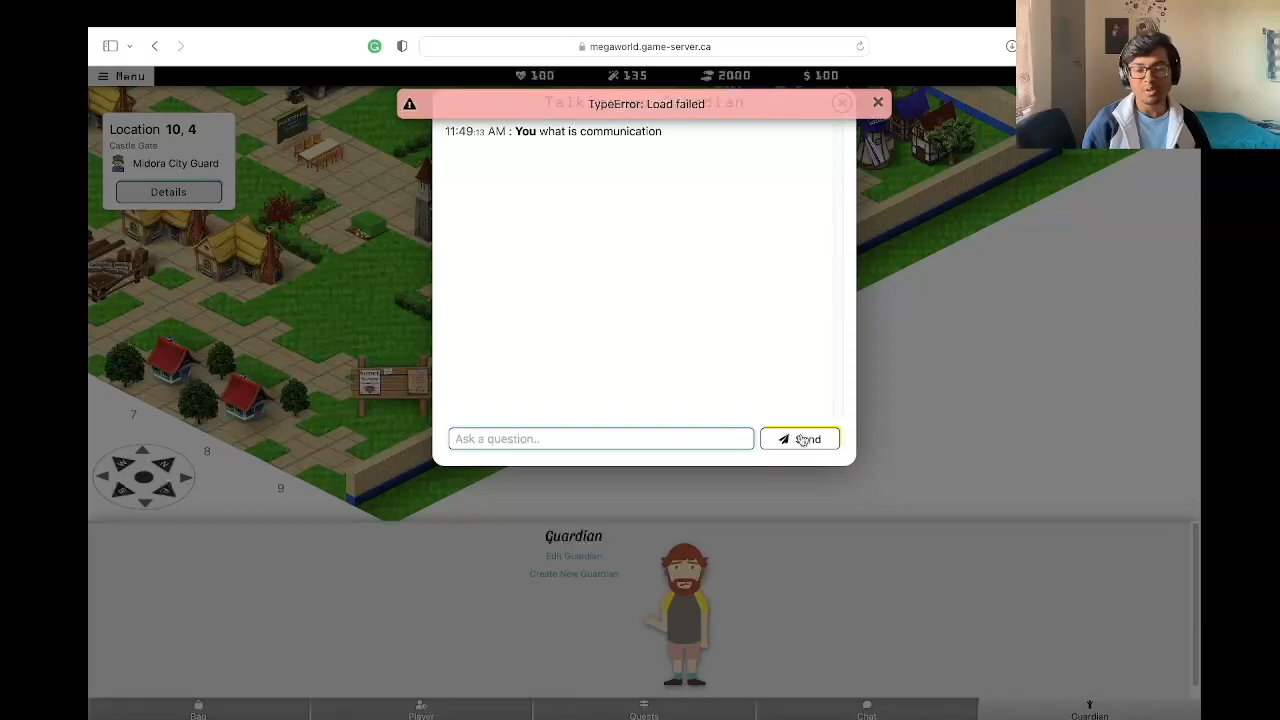 megaworld.game-server.ca
Menu
100
135
2000
$ 100
TypeError: Load failed
Location 10, 4
Castle Gate
Midora City Guard
Details
11:49:13 AM : You what is communication
Ask a question..
Send
7
8
9
W
N
S
E
Guardian
Edit Guardian
Create New Guardian
Bag
Player
Quests
Chat
Guardian